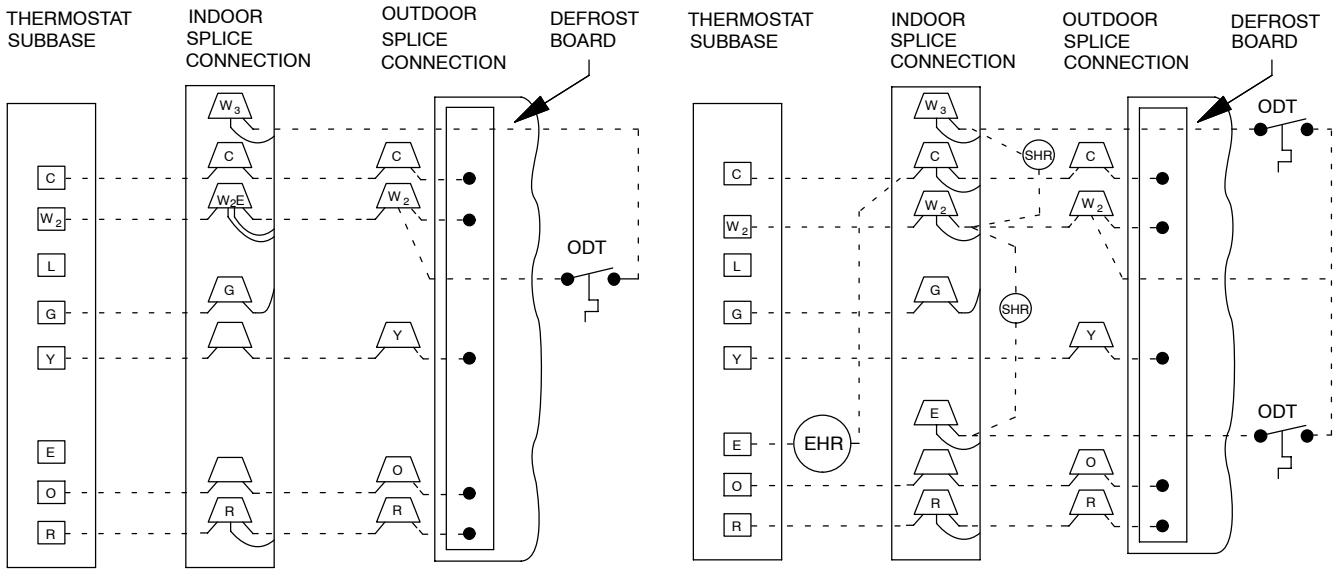 THERMOSTAT
SUBBASE
INDOOR
SPLICE
CONNECTION
OUTDOOR
SPLICE
CONNECTION
DEFROST
BOARD
W3
C
C
C
W2
W2E
W2
L
ODT
G
G
Y
Y
E
O
O
R
R
R
THERMOSTAT
SUBBASE
INDOOR
SPLICE
CONNECTION
OUTDOOR
SPLICE
CONNECTION
DEFROST
BOARD
W3
ODT
SHR
C
C
C
W2
W2
W2
L
G
G
SHR
Y
Y
E
ODT
E
EHR
O
O
R
R
R